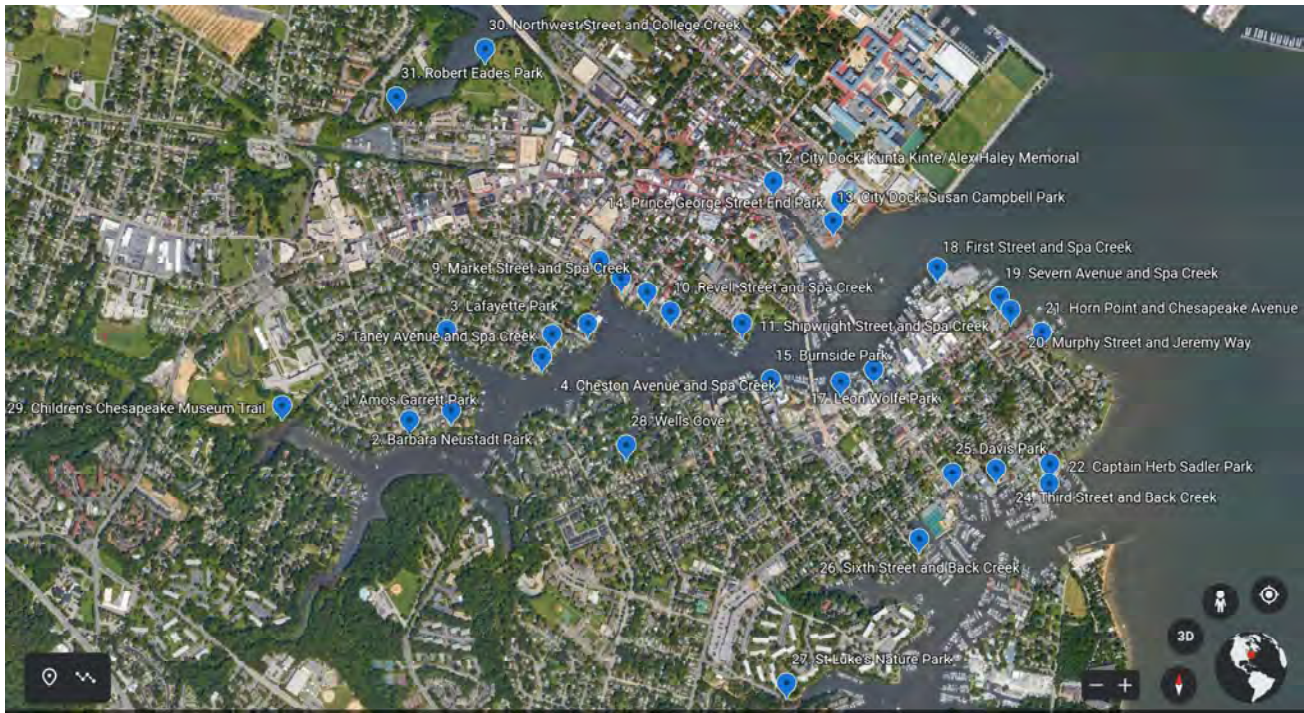 30. Northwest Street and College Creek
31. Robert Eades Park
12. City Dock: Kunta Kinte/Alex Haley Memorial
13. City Dock: Susan Campbell Park
14. Prince George Street End Park
18. First Street and Spa Creek
9. Market Street and Spa Creek
19. Severn Avenue and Spa Creek
10. Revell Street and Spa Creek
3. Lafayette Park
21. Horn Point and Chesapeake Avenue
11. Shipwright Street and Spa Creek
5. Taney Avenue and Spa Creek
20. Murphy Street and Jeremy Way
15. Burnside Park
4. Cheston Avenue and Spa Creek
17. Leon Wolfe Park
1. Amos Garrett Park
29. Children's Chesapeake Museum Trail
28. Wells Cove
2. Barbara Neustadt Park
25. Davis Park
22. Captain Herb Sadler Park
24. Third Street and Back Creek
26. Sixth Street and Back Creek
3D
27. St Luke's Nature Park